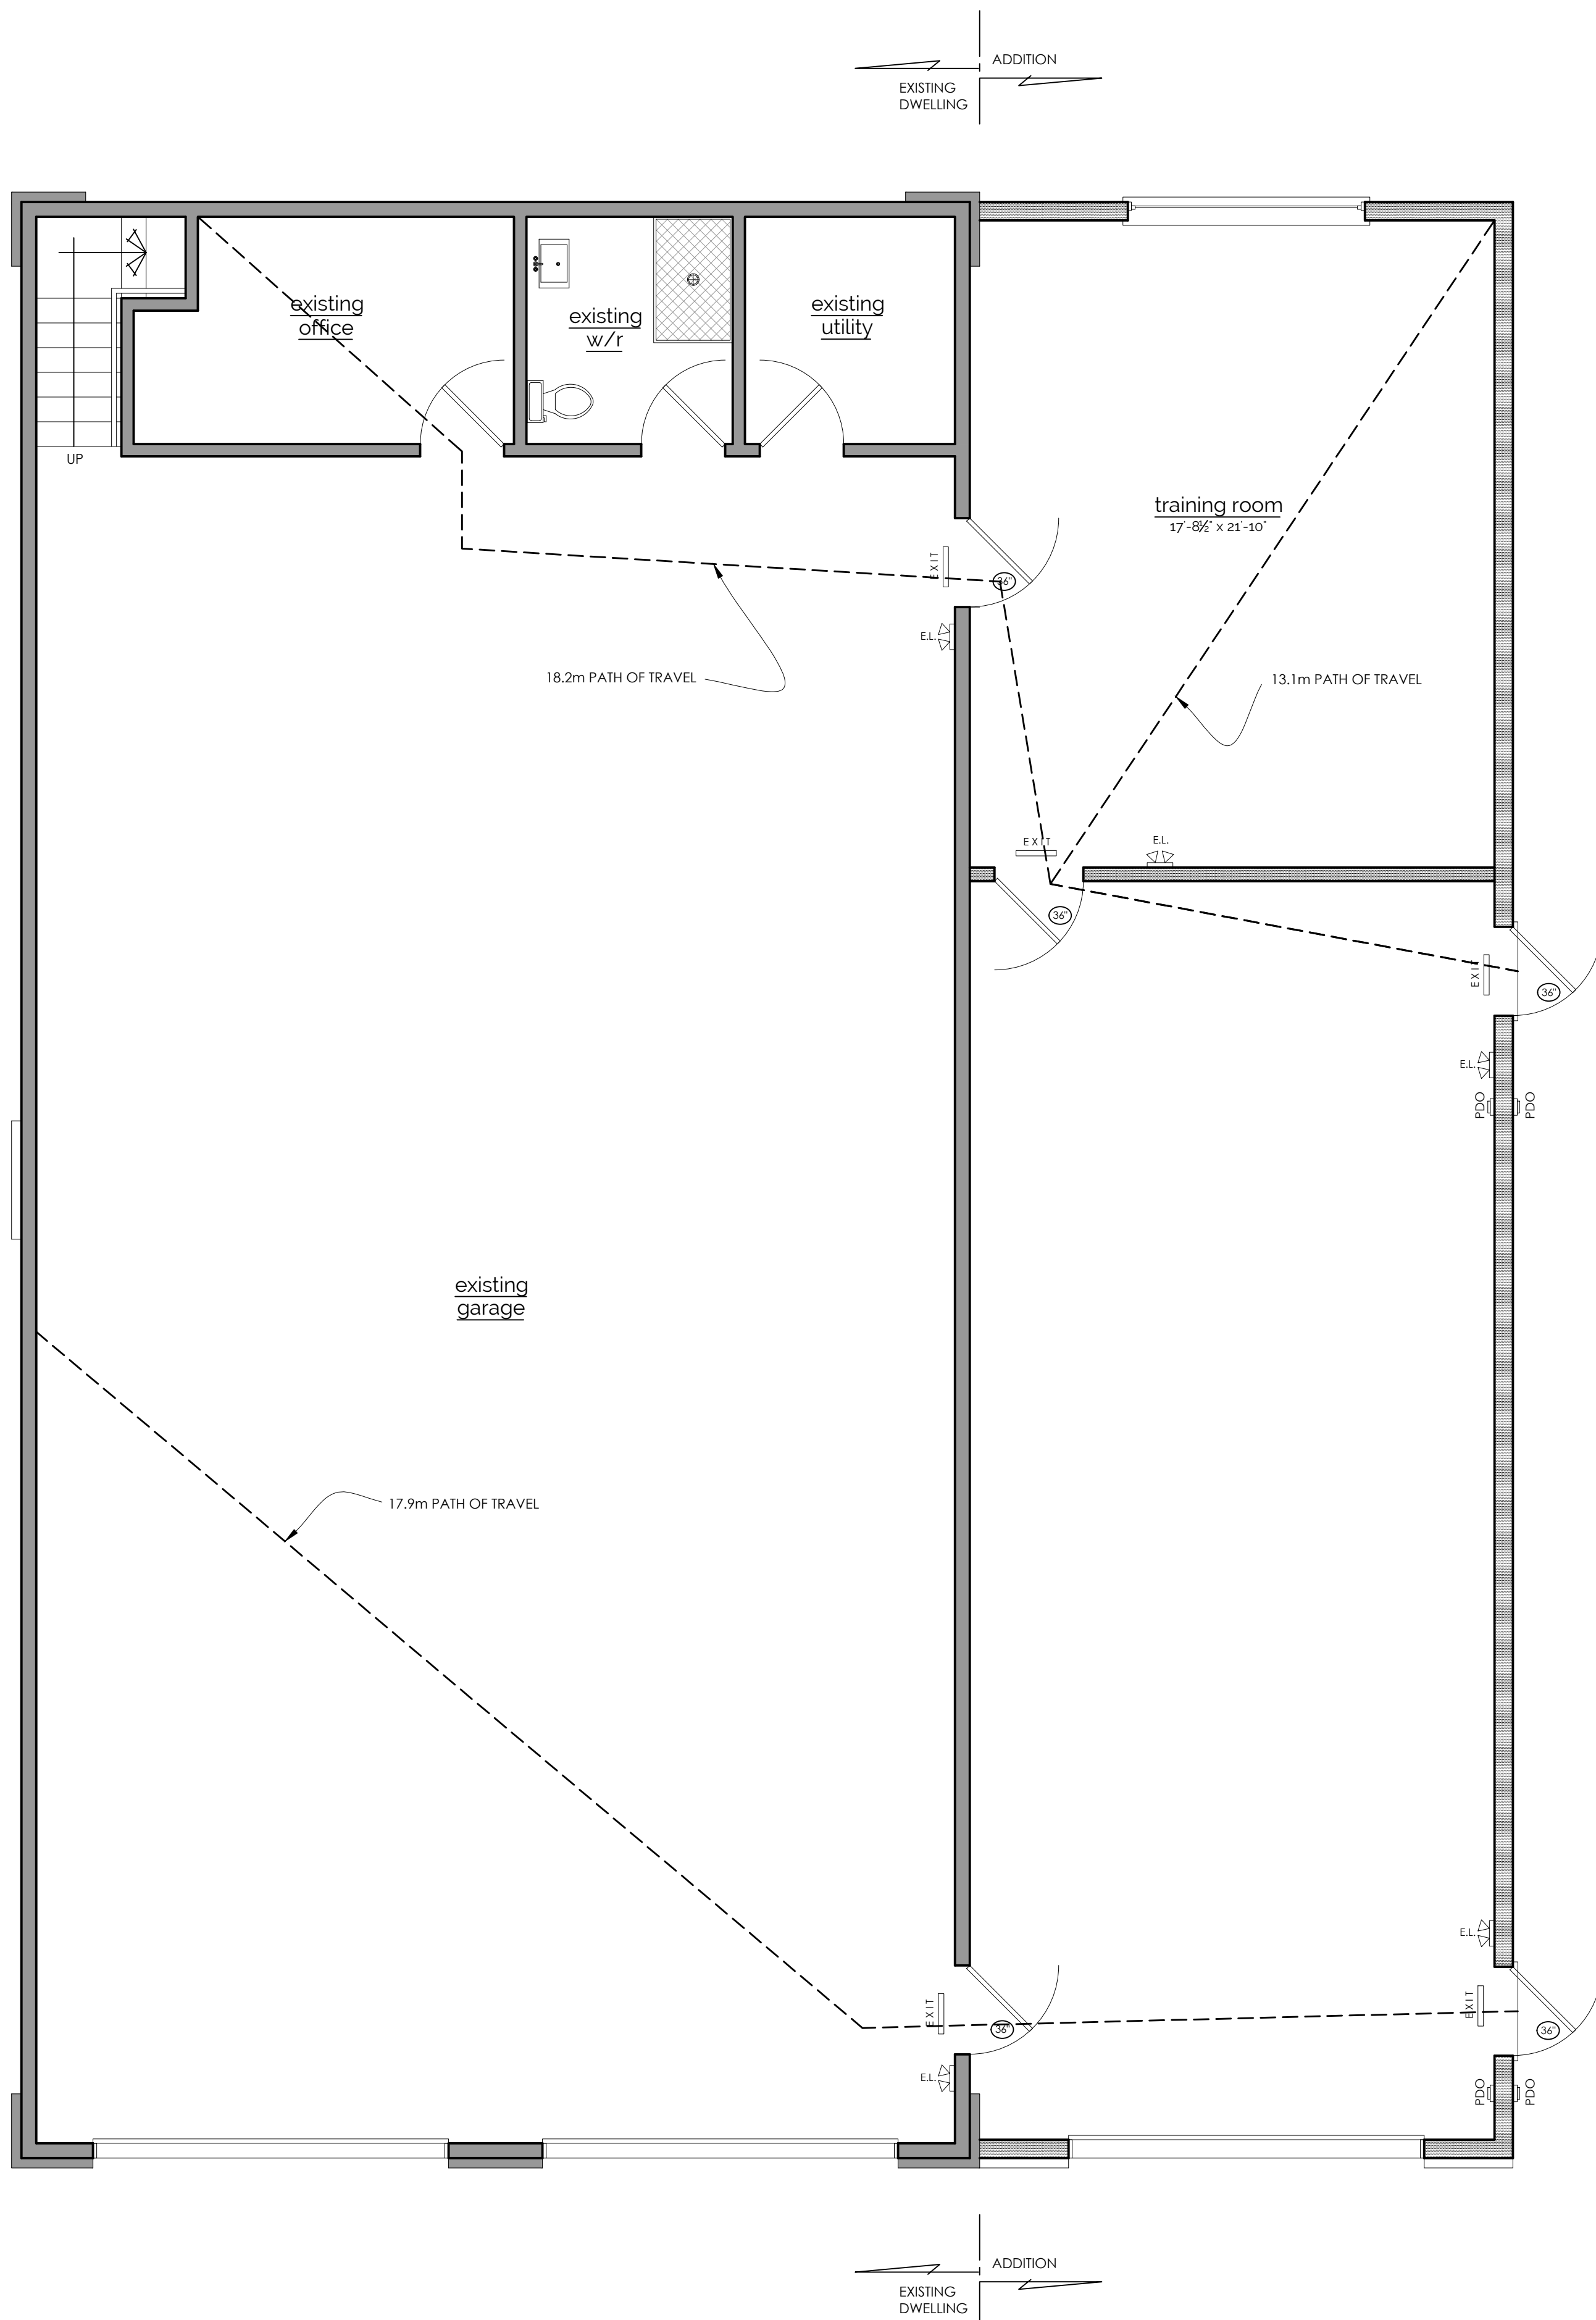 ADDITION
EXISTING
DWELLING
existing
office
existing
w/r
existing
utility
UP
training room
17'-8½" x 21'-10"
EXIT
36"
E.L.
18.2m PATH OF TRAVEL
13.1m PATH OF TRAVEL
EXIT
E.L.
36"
EXIT
36"
E.L.
PDO
PDO
existing
garage
17.9m PATH OF TRAVEL
E.L.
EXIT
36"
EXIT
36"
E.L.
PDO
PDO
ADDITION
EXISTING
DWELLING